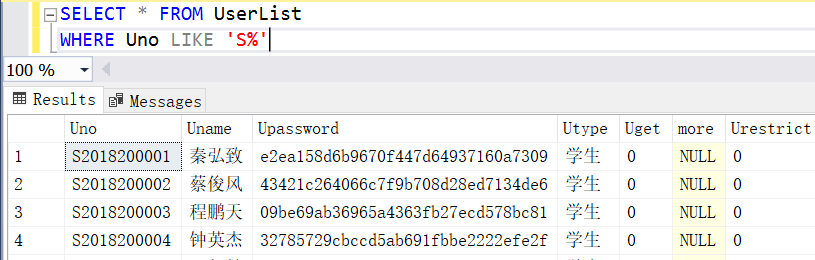 SELECT * FROM UserList
WHERE Uno LIKE 'S%'
100 %
Results Messages
Uno Uname Upassword Utype Uget more Urestrict
1 S2018200001 秦弘致 e2ea158d6b9670f447d64937160a7309 学生 0 NULL 0
2 S2018200002 蔡俊风 43421c264066c7f9b708d28ed7134de6 学生 0 NULL 0
3 S2018200003 程鹏天 09be69ab36965a4363fb27ecd578bc81 学生 0 NULL 0
4 S2018200004 钟英杰 32785729cbccd5ab691fbbe2222efe2f 学生 0 NULL 0